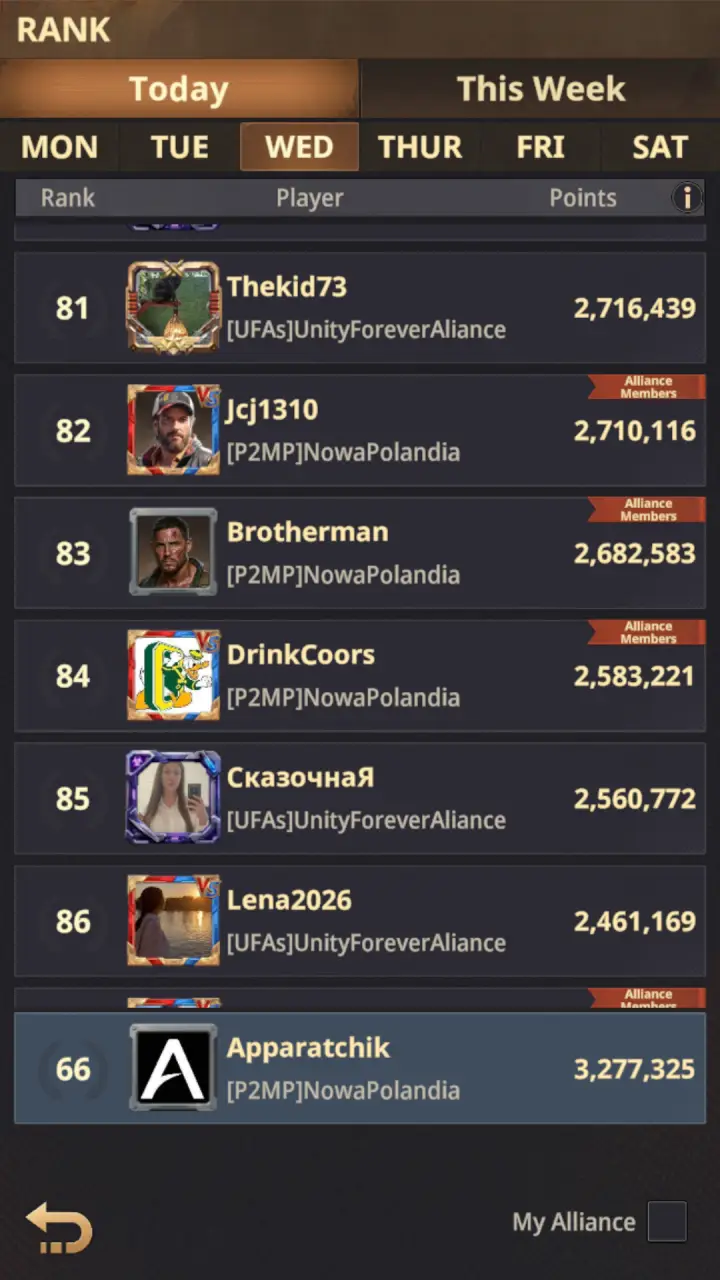 RANK
Today
This Week
MON
TUE
WED
THUR
FRI
SAT
Rank
Player
Points
81
Thekid73
[UFAs]UnityForeverAliance
2,716,439
82
Jcj1310
[P2MP]NowaPolandia
Alliance
Members
2,710,116
83
Brotherman
[P2MP]NowaPolandia
Alliance
Members
2,682,583
84
DrinkCoors
[P2MP]NowaPolandia
Alliance
Members
2,583,221
85
СказочнаЯ
[UFAs]UnityForeverAliance
2,560,772
86
Lena2026
[UFAs]UnityForeverAliance
2,461,169
Alliance
Members
66
Apparatchik
[P2MP]NowaPolandia
3,277,325
My Alliance